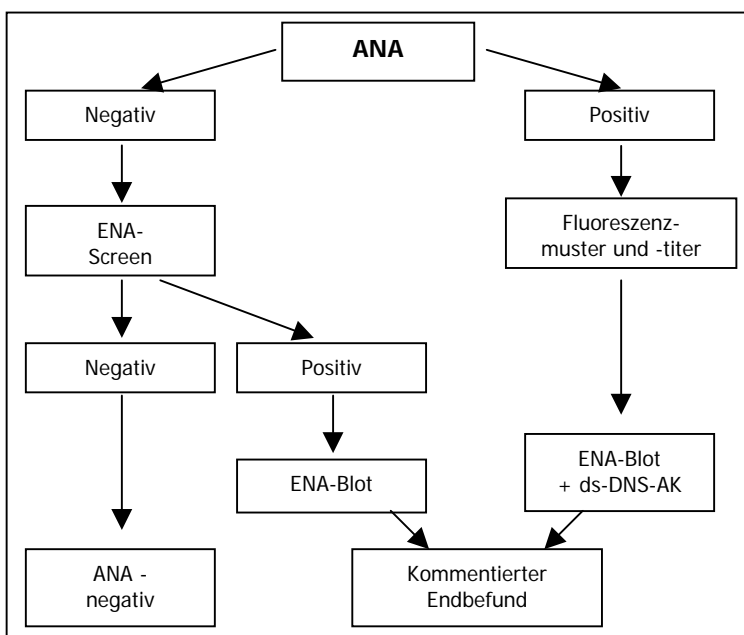 ANA
Negativ
Positiv
ENA-
Screen
Fluoreszenz-
muster und -titer
Negativ
Positiv
ENA-Blot
ENA-Blot
+ ds-DNS-AK
ANA -
negativ
Kommentierter
Endbefund